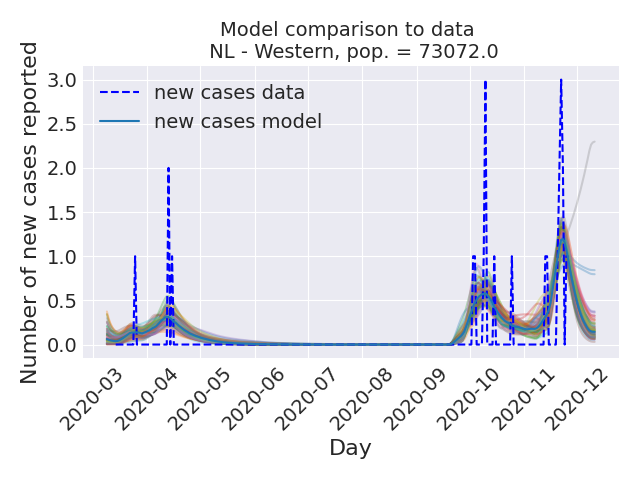 Model comparison to data
NL - Western, pop. = 73072.0
Number of new cases reported
3.0
2.5
2.0
1.5
1.0
0.5
0.0
new cases data
new cases model
2020-03
2020-04
2020-05
2020-06
2020-07
2020-08
2020-09
2020-10
2020-11
2020-12
Day